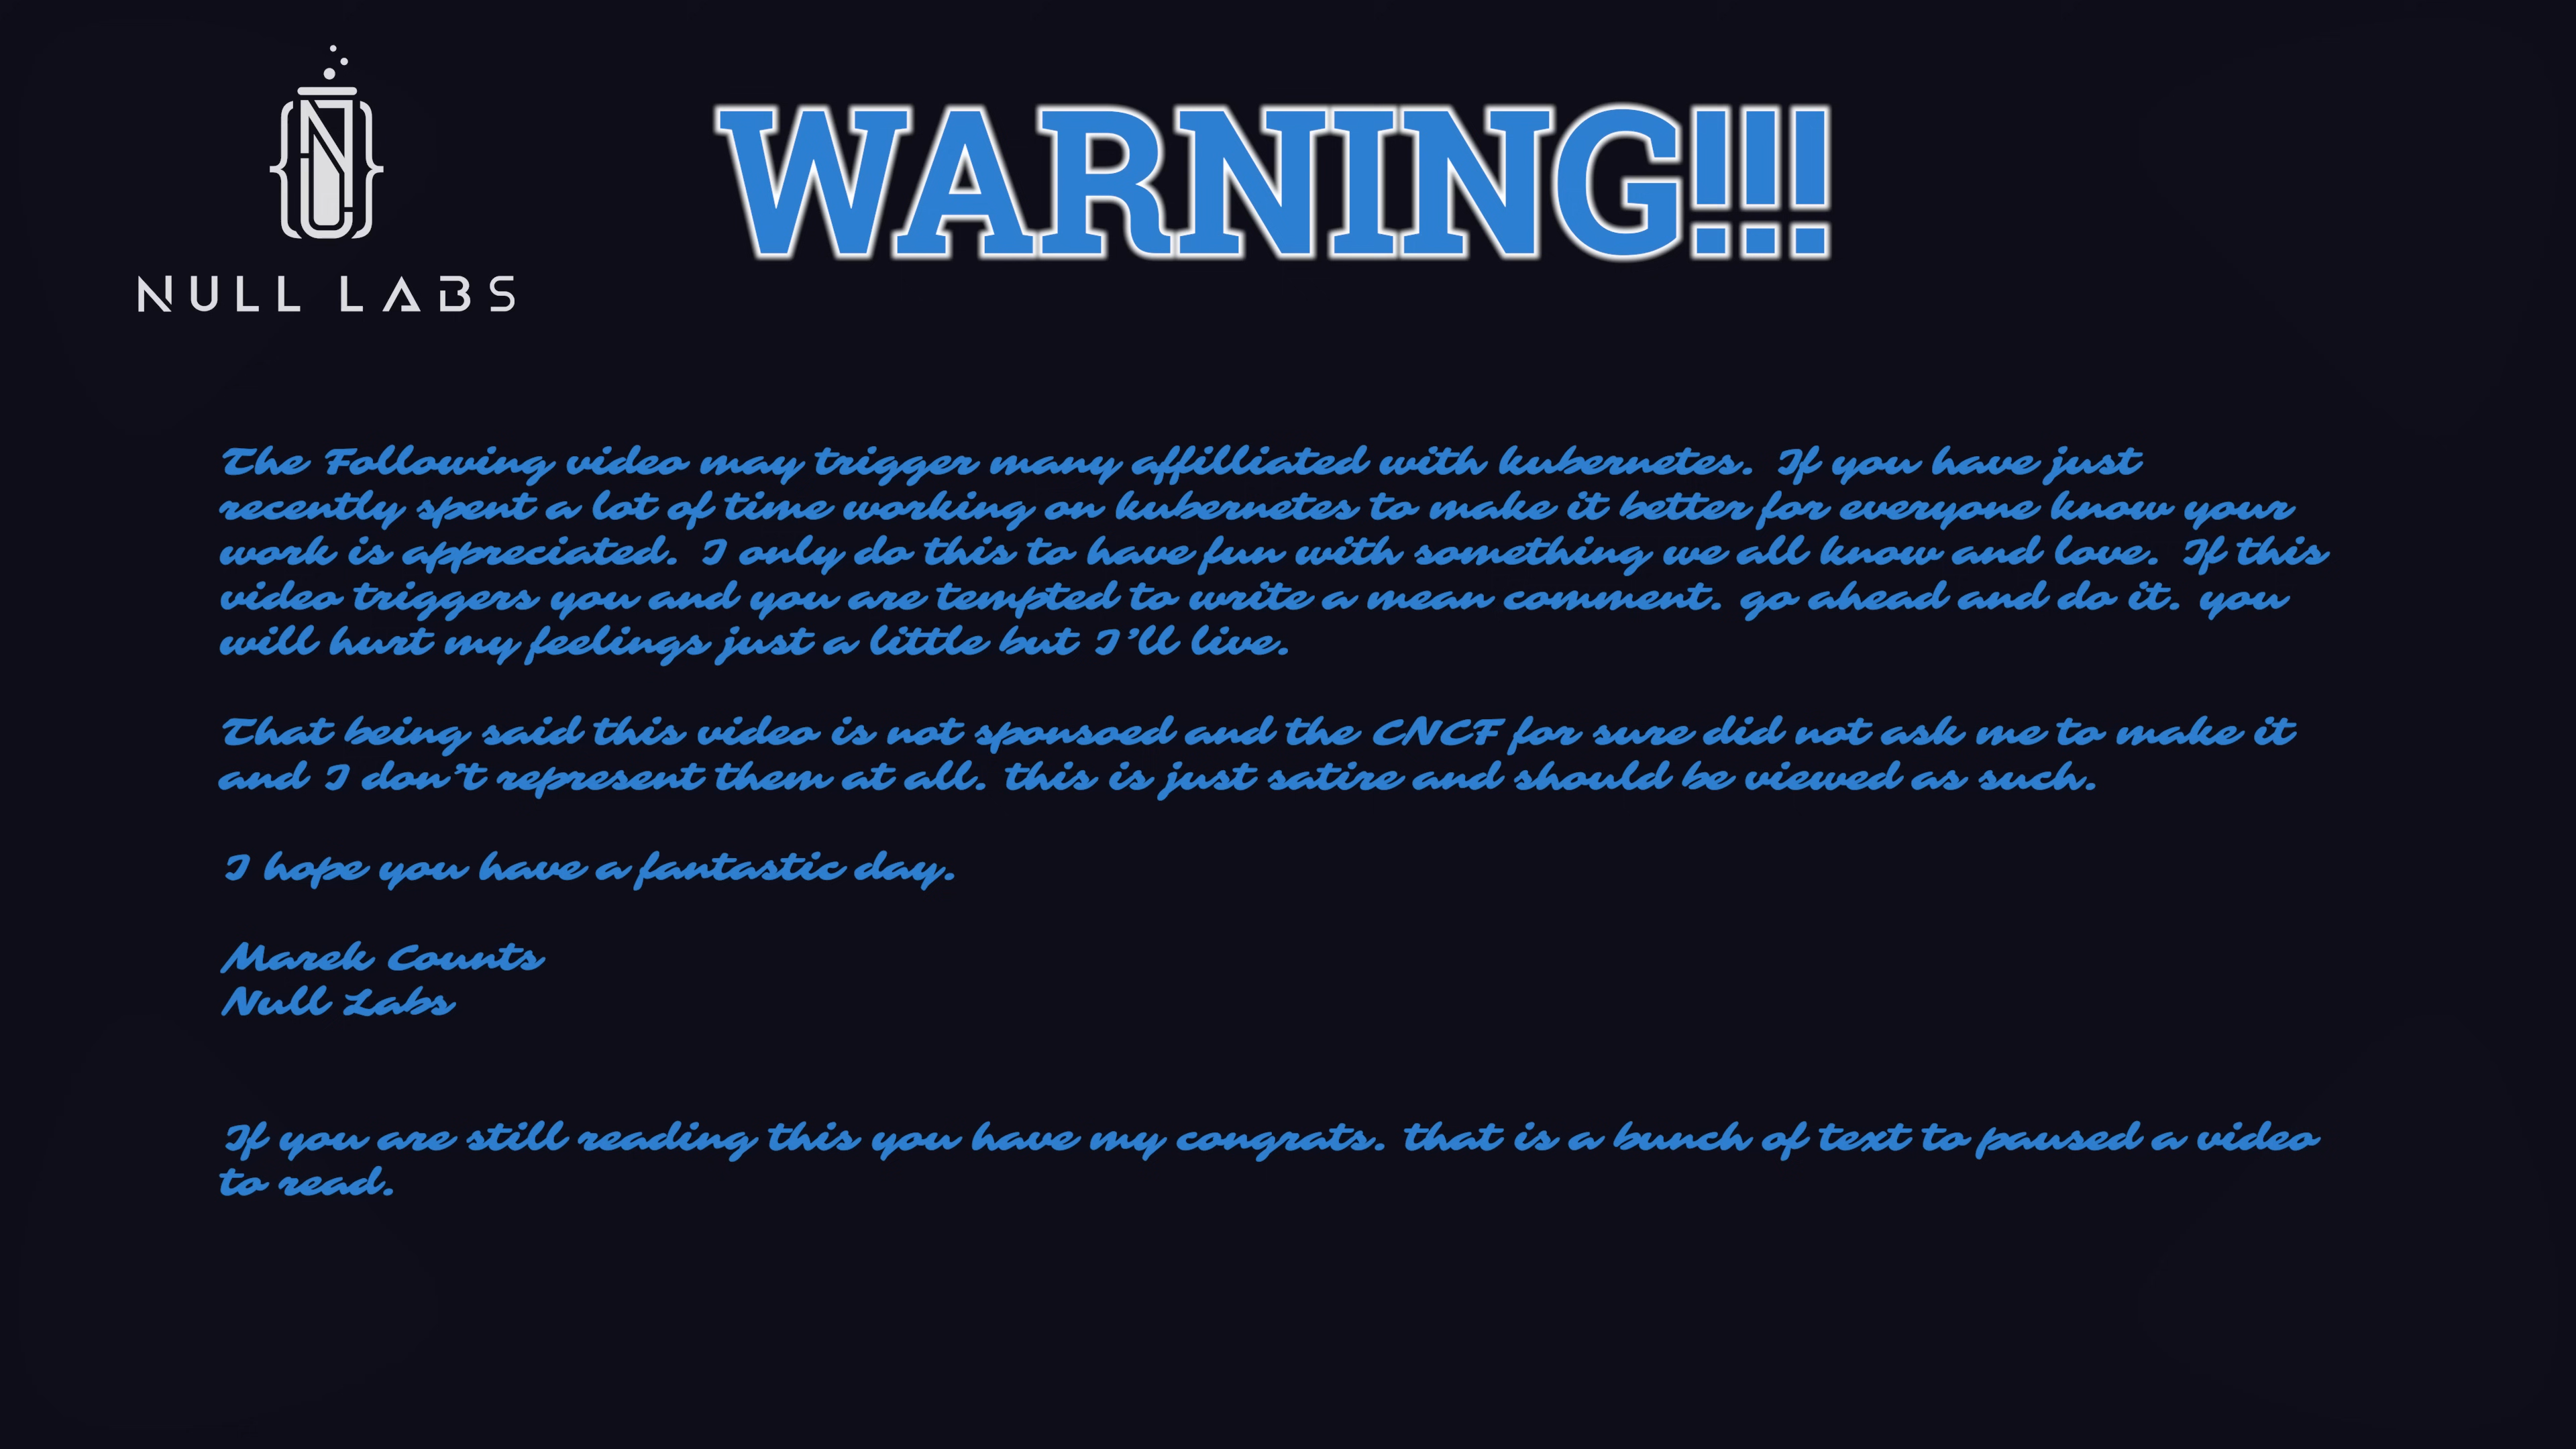 NULL LABS
WARNING!!!
The Following video may trigger many affilliated with kubernetes. If you have just
recently spent a lot of time working on kubernetes to make it better for everyone know your
work is appreciated. I only do this to have fun with something we all know and love. If this
video triggers you and you are tempted to write a mean comment. go ahead and do it. you
will hurt my feelings just a little but I'll live.
That being said this video is not sponsoed and the CNCF for sure did not ask me to make it
and I don't represent them at all. this is just satire and should be viewed as such.
I hope you have a fantastic day.
Marek Counts
Null Labs
If you are still reading this you have my congrats. that is a bunch of text to paused a video
to read.